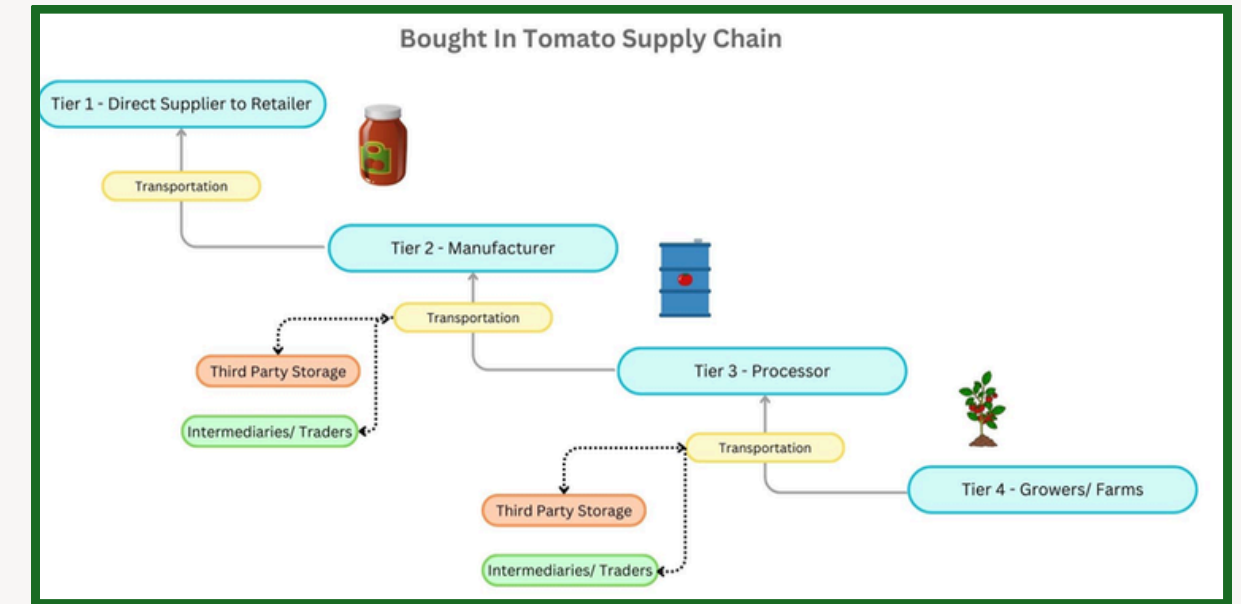 Bought In Tomato Supply Chain
Tier 1 - Direct Supplier to Retailer
Transportation
Tier 2 - Manufacturer
Transportation
Third Party Storage
Tier 3 - Processor
Intermediaries/ Traders
Transportation
Tier 4 - Growers/ Farms
Third Party Storage
Intermediaries/ Traders